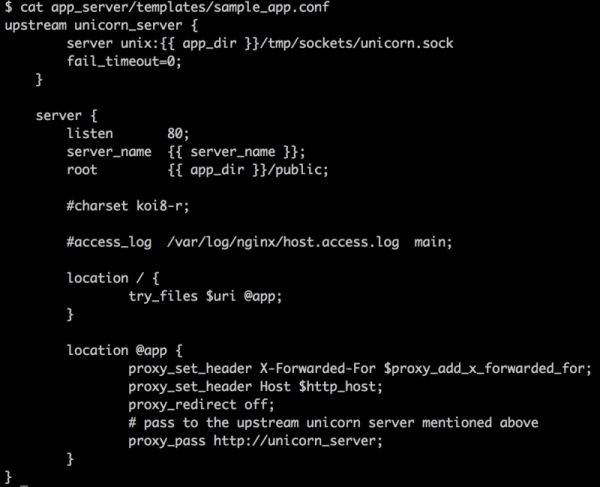 $ cat app_server/templates/sample_app.conf
upstream unicorn_server {
        server unix:{{ app_dir }}/tmp/sockets/unicorn.sock
        fail_timeout=0;
    }

    server {
        listen       80;
        server_name  {{ server_name }};
        root         {{ app_dir }}/public;

        #charset koi8-r;

        #access_log  /var/log/nginx/host.access.log  main;

        location / {
                try_files $uri @app;
        }

        location @app {
                proxy_set_header X-Forwarded-For $proxy_add_x_forwarded_for;
                proxy_set_header Host $http_host;
                proxy_redirect off;
                # pass to the upstream unicorn server mentioned above
                proxy_pass http://unicorn_server;
        }
}